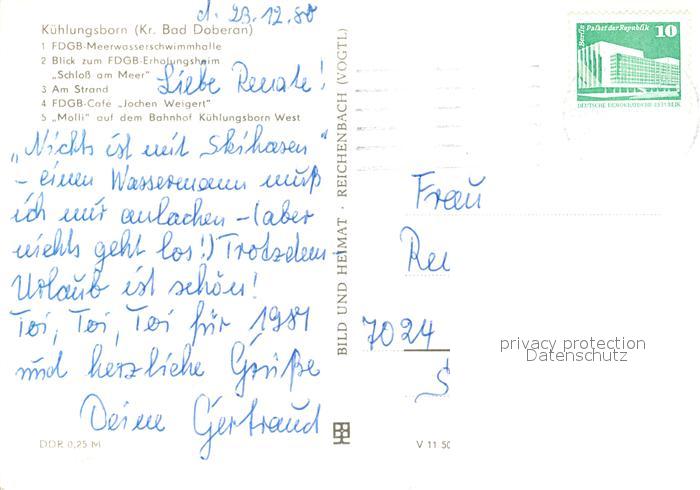 d. 23.12.80
Kühlungsborn (Kr. Bad Doberan)
1 FDGB-Meerwasserschwimmhalle
2 Blick zum FDGB-Erholungsheim
„Schloß am Meer"
3 Am Strand
4 FDGB-Café „Jochen Weigert"
5 „Molli" auf dem Bahnhof Kühlungsborn West
Liebe Renate!
„Nichts ist mit Skihasen"
– einen Wassermann muß
ich mir anlachen – (aber
nichts geht los!) Trotzdem –
Urlaub ist schön!
Toi, Toi, Toi für 1981
und herzliche Grüße
Deine Gertraud
DDR 0,25 M
BILD UND HEIMAT · REICHENBACH (VOGTL)
V 11 50
Berlin Palast der Republik
10
DEUTSCHE DEMOKRATISCHE REPUBLIK
Frau
Ren
7024
S
privacy protection
Datenschutz